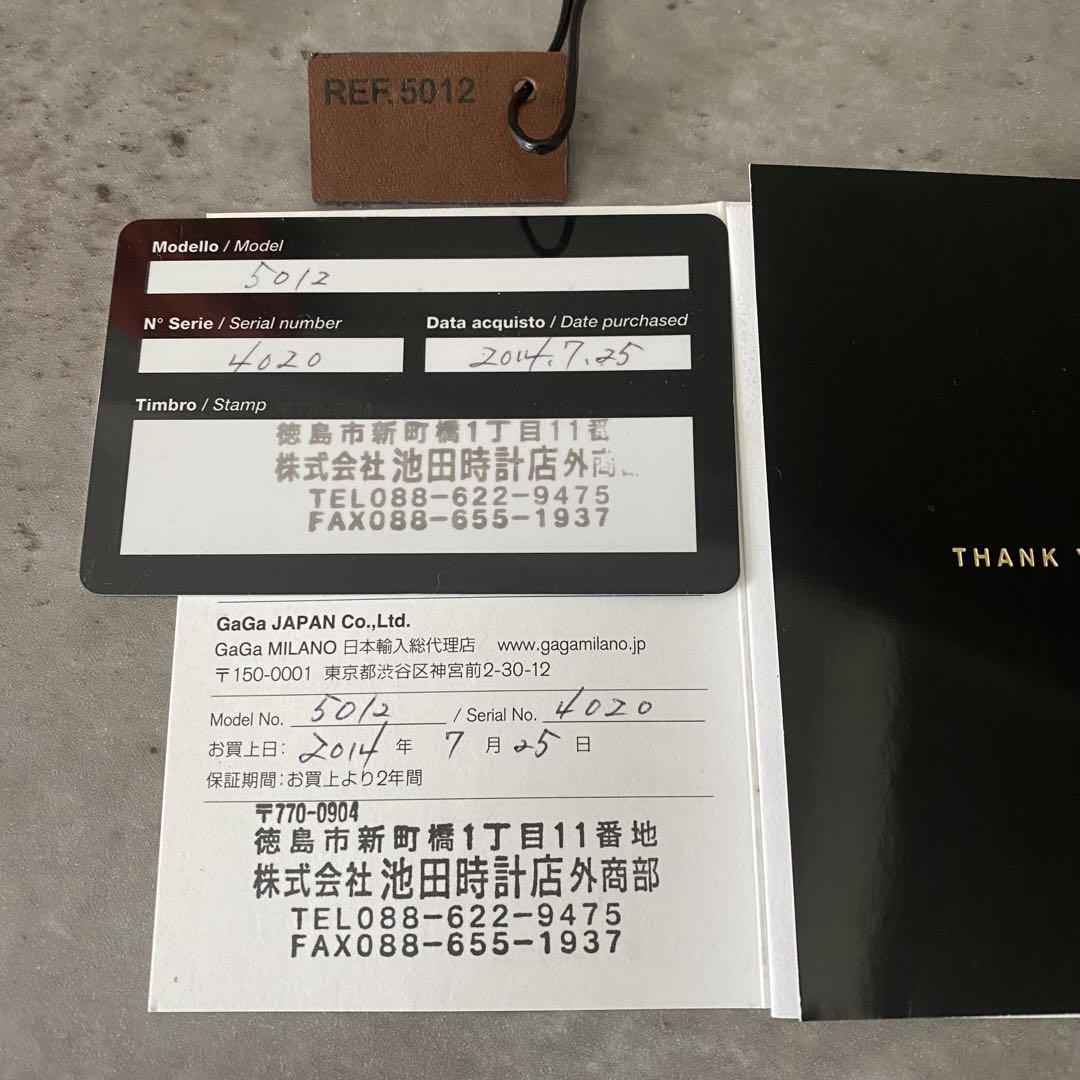 REF. 5012
Modello / Model
5012
N° Serie / Serial number
4020
Data acquisto / Date purchased
2014.7.25
Timbro / Stamp
〒770-0904
徳島市新町橋1丁目11番
株式会社 池田時計店 外商
TEL088-622-9475
FAX088-655-1937
THANK
GaGa JAPAN Co.,Ltd.
GaGa MILANO 日本輸入総代理店 www.gagamilano.jp
〒150-0001 東京都渋谷区神宮前2-30-12
Model No. 5012 / Serial No. 4020
お買上日: 2014 年 7 月 25 日
保証期間:お買上より2年間
〒770-0904
徳島市新町橋1丁目11番地
株式会社 池田時計店 外商部
TEL088-622-9475
FAX088-655-1937